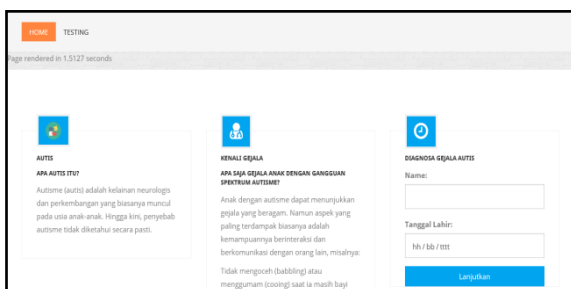 HOME TESTING
Page rendered in 1.5127 seconds
AUTIS
APA AUTIS ITU?
Autisme (autis) adalah kelainan neurologis
dan perkembangan yang biasanya muncul
pada usia anak-anak. Hingga kini, penyebab
autisme tidak diketahui secara pasti.
KENALI GEJALA
APA SAJA GEJALA ANAK DENGAN GANGGUAN
SPEKTRUM AUTISME?
Anak dengan autisme dapat menunjukkan
gejala yang beragam. Namun aspek yang
paling terdampak biasanya adalah
kemampuannya berinteraksi dan
berkomunikasi dengan orang lain, misalnya:
Tidak mengoceh (babbling) atau
menggumam (cooing) saat ia masih bayi
DIAGNOSA GEJALA AUTIS
Name:
Tanggal Lahir:
hh / bb / tttt
Lanjutkan